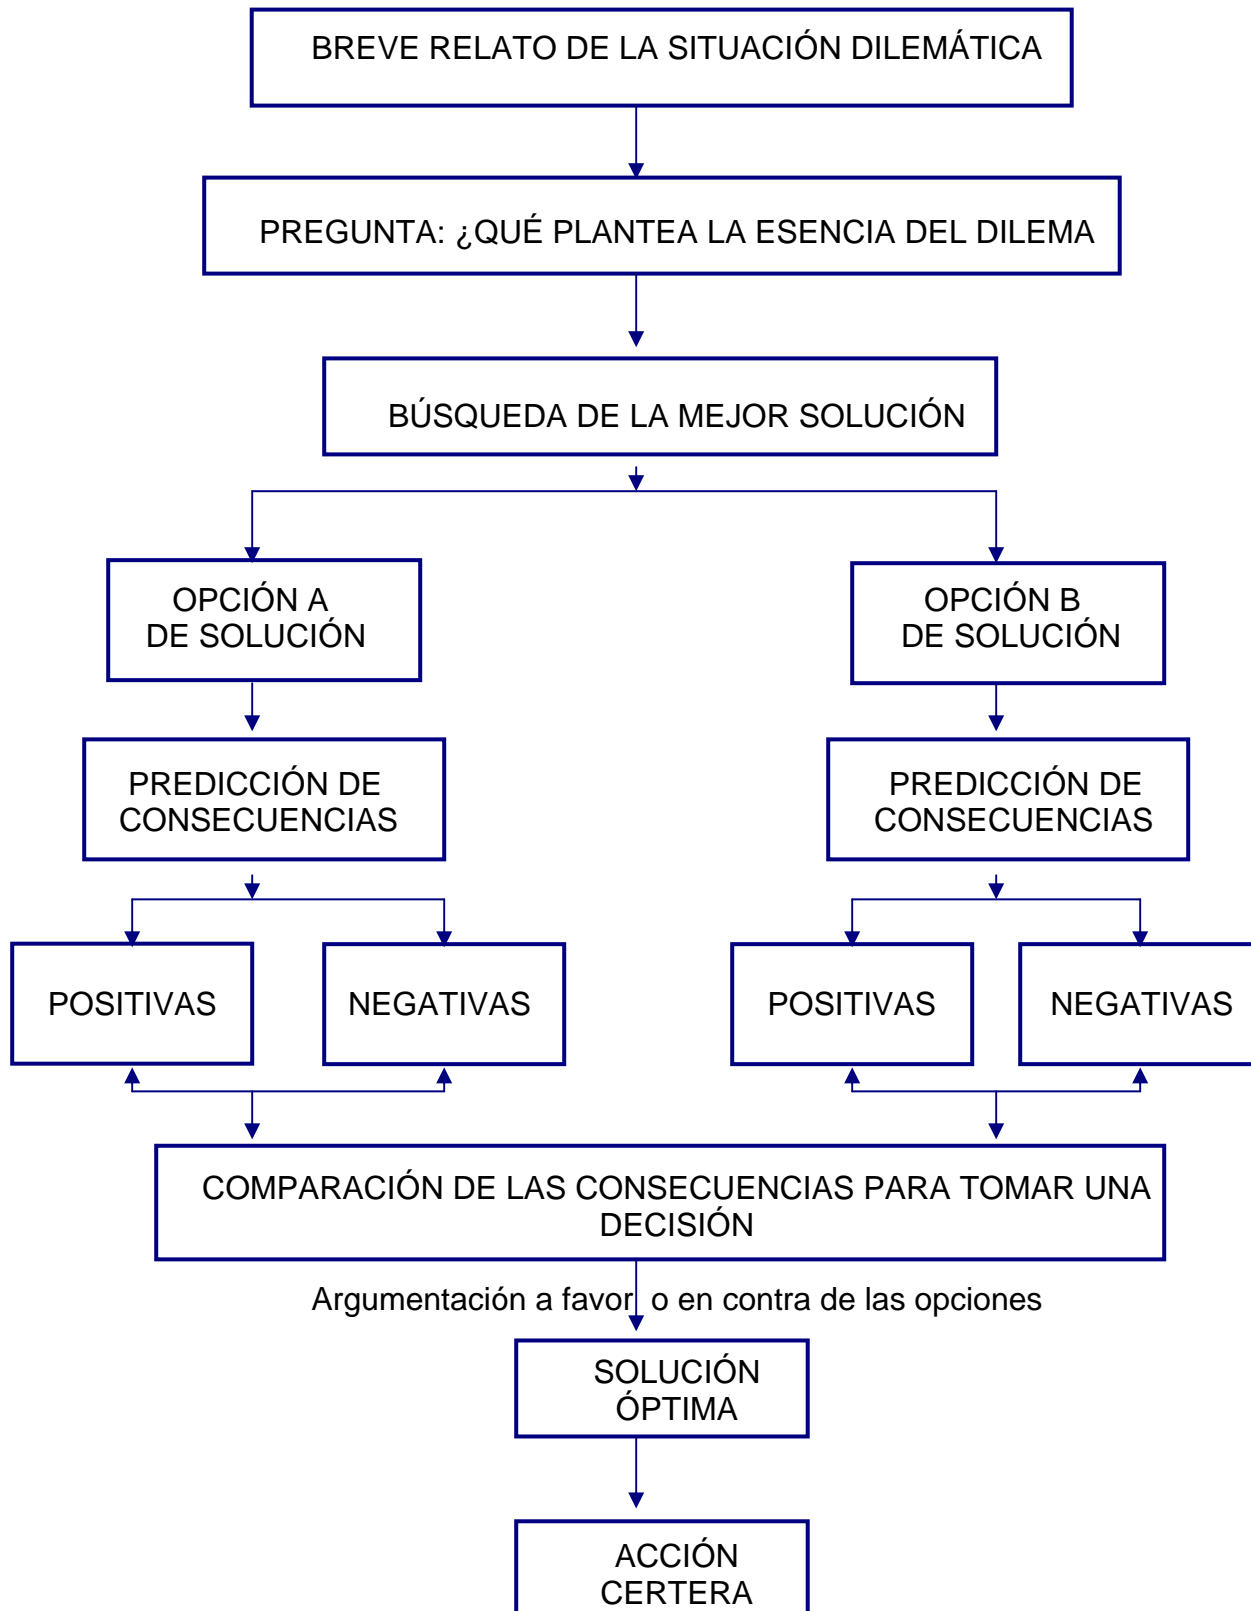 BREVE RELATO DE LA SITUACIÓN DILEMÁTICA
PREGUNTA: ¿QUÉ PLANTEA LA ESENCIA DEL DILEMA
BÚSQUEDA DE LA MEJOR SOLUCIÓN
OPCIÓN A
DE SOLUCIÓN
OPCIÓN B
DE SOLUCIÓN
PREDICCIÓN DE
CONSECUENCIAS
PREDICCIÓN DE
CONSECUENCIAS
POSITIVAS
NEGATIVAS
POSITIVAS
NEGATIVAS
COMPARACIÓN DE LAS CONSECUENCIAS PARA TOMAR UNA
DECISIÓN
Argumentación a favor o en contra de las opciones
SOLUCIÓN
ÓPTIMA
ACCIÓN
CERTERA